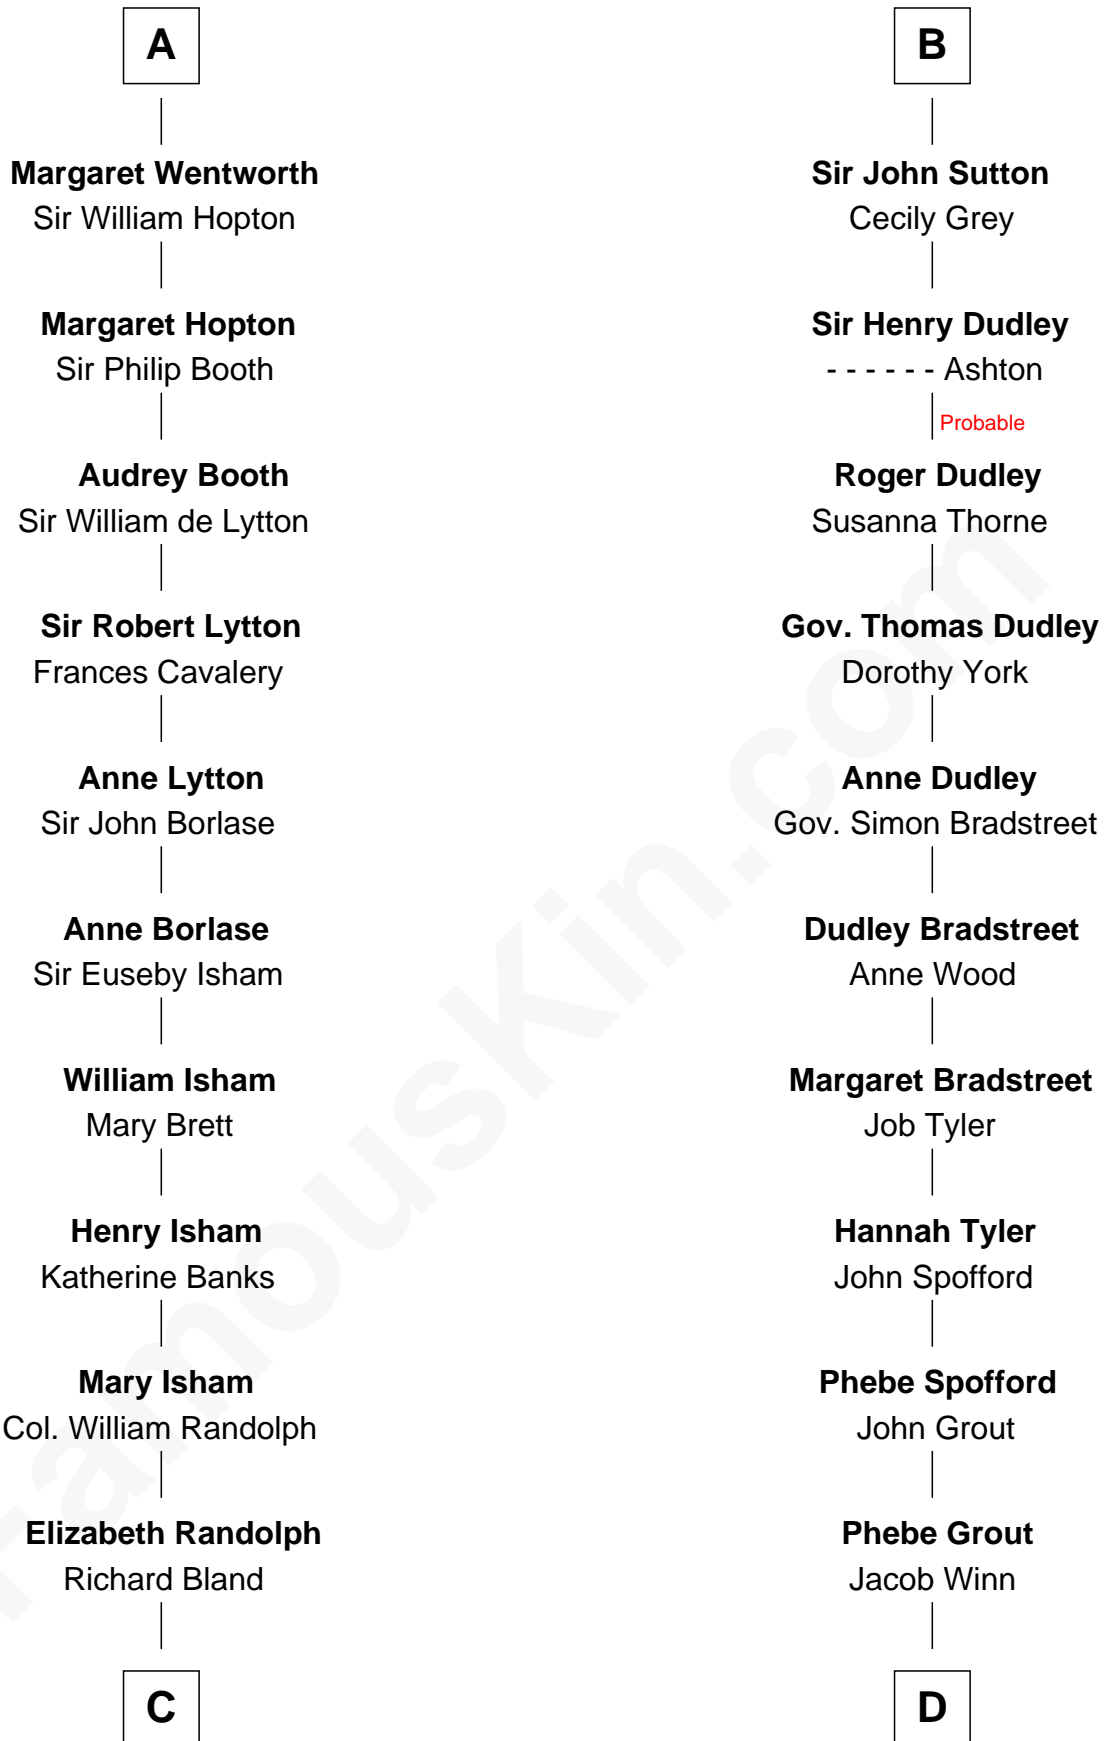 A
Margaret Wentworth
Sir William Hopton
Margaret Hopton
Sir Philip Booth
Audrey Booth
Sir William de Lytton
Sir Robert Lytton
Frances Cavalery
Anne Lytton
Sir John Borlase
Anne Borlase
Sir Euseby Isham
William Isham
Mary Brett
Henry Isham
Katherine Banks
Mary Isham
Col. William Randolph
Elizabeth Randolph
Richard Bland
C
B
Sir John Sutton
Cecily Grey
Sir Henry Dudley
- - - - - - Ashton
Probable
Roger Dudley
Susanna Thorne
Gov. Thomas Dudley
Dorothy York
Anne Dudley
Gov. Simon Bradstreet
Dudley Bradstreet
Anne Wood
Margaret Bradstreet
Job Tyler
Hannah Tyler
John Spofford
Phebe Spofford
John Grout
Phebe Grout
Jacob Winn
D
FamousKin.com